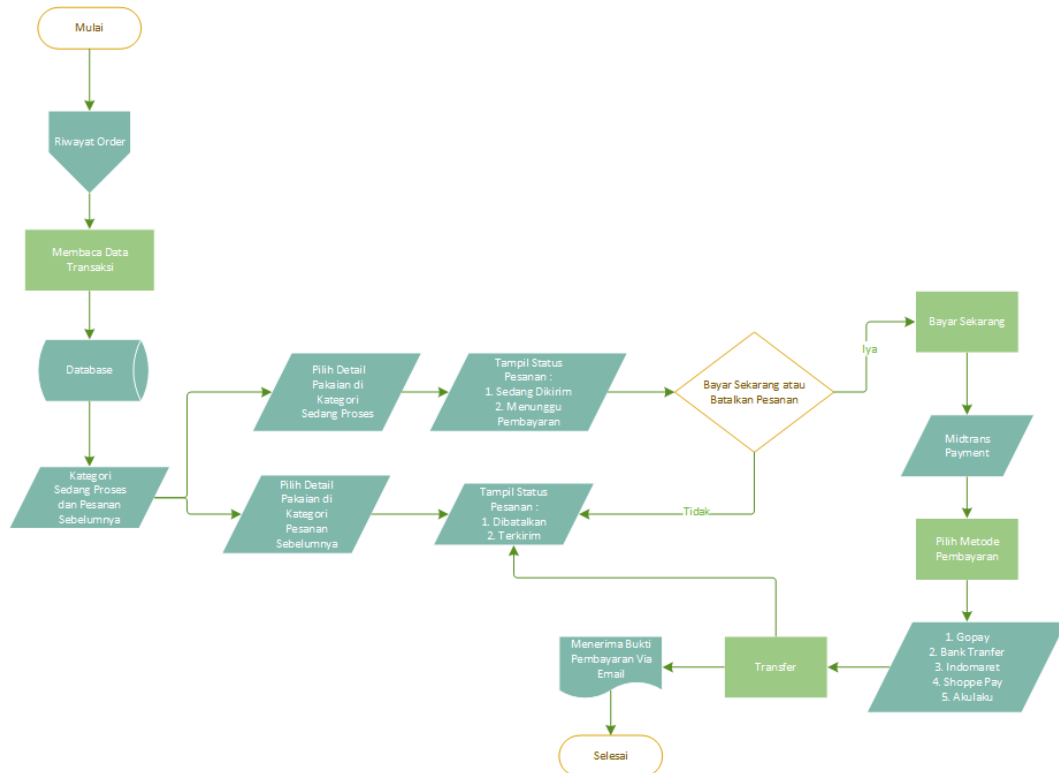 Mulai
Riwayat Order
Membaca Data
Transaksi
Database
Kategori
Sedang Proses
dan Pesanan
Sebelumnya
Pilih Detail
Pakaian di
Kategori
Sedang Proses
Tampil Status
Pesanan :
1. Sedang Dikirim
2. Menunggu
Pembayaran
Bayar Sekarang atau
Batalkan Pesanan
Iya
Bayar Sekarang
Midtrans
Payment
Pilih Metode
Pembayaran
1. Gopay
2. Bank Tranfer
3. Indomaret
4. Shoppe Pay
5. Akulaku
Pilih Detail
Pakaian di
Kategori
Pesanan
Sebelumnya
Tampil Status
Pesanan :
1. Dibatalkan
2. Terkirim
Tidak
Transfer
Menerima Bukti
Pembayaran Via
Email
Selesai